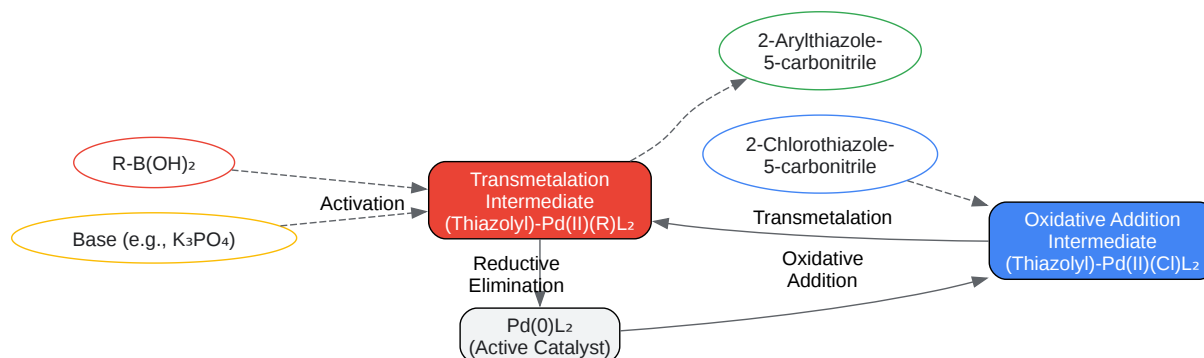 2-Arylthiazole-
5-carbonitrile
2-Chlorothiazole-
5-carbonitrile
R-B(OH)₂
Activation
Base (e.g., K₃PO₄)
Transmetalation
Intermediate
(Thiazolyl)-Pd(II)(R)L₂
Transmetalation
Oxidative Addition
Intermediate
(Thiazolyl)-Pd(II)(Cl)L₂
Reductive
Elimination
Oxidative
Addition
Pd(0)L₂
(Active Catalyst)